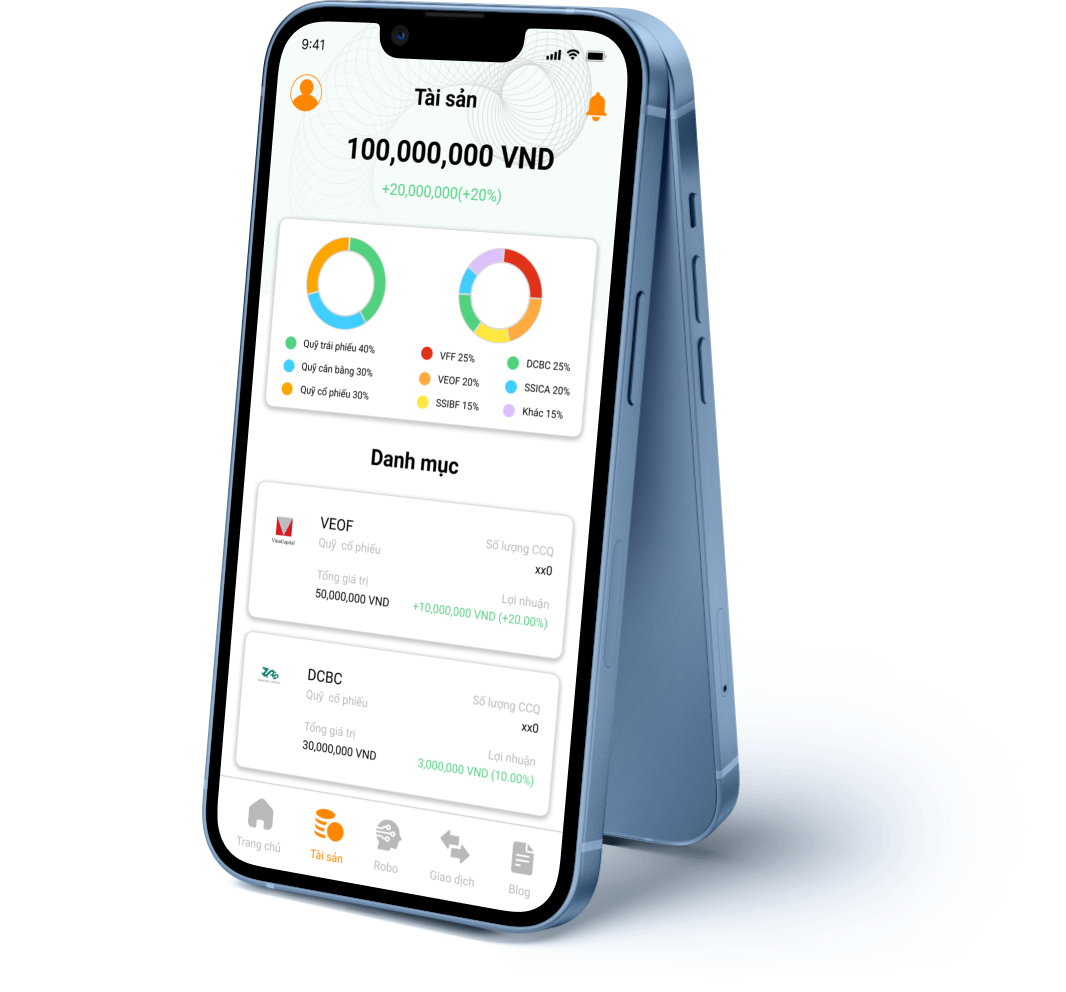 9:41
Tài sản
100,000,000 VND
+20,000,000(+20%)
Quỹ trái phiếu 40%
Quỹ cân bằng 30%
Quỹ cổ phiếu 30%
VFF 25%
DCBC 25%
VEOF 20%
SSICA 20%
SSIBF 15%
Khác 15%
Danh mục
VinaCapital
VEOF
Quỹ cổ phiếu
Số lượng CCQ
xx0
Tổng giá trị
50,000,000 VND
Lợi nhuận
+10,000,000 VND (+20.00%)
DCBC
Quỹ cổ phiếu
Số lượng CCQ
xx0
Tổng giá trị
30,000,000 VND
Lợi nhuận
3,000,000 VND (10.00%)
Trang chủ
Tài sản
Robo
Giao dịch
Blog